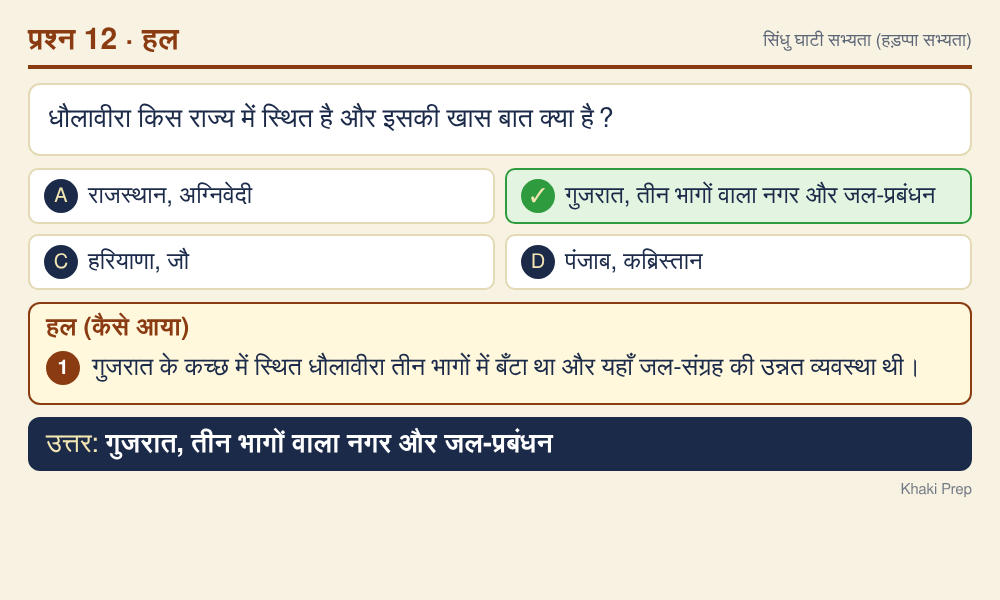 प्रश्न 12 · हल
सिंधु घाटी सभ्यता (हड़प्पा सभ्यता)
धौलावीरा किस राज्य में स्थित है और इसकी खास बात क्या है ?
A राजस्थान, अग्निवेदी
✓ गुजरात, तीन भागों वाला नगर और जल-प्रबंधन
C हरियाणा, जौ
D पंजाब, कब्रिस्तान
हल (कैसे आया)
1 गुजरात के कच्छ में स्थित धौलावीरा तीन भागों में बँटा था और यहाँ जल-संग्रह की उन्नत व्यवस्था थी।
उत्तर: गुजरात, तीन भागों वाला नगर और जल-प्रबंधन
Khaki Prep